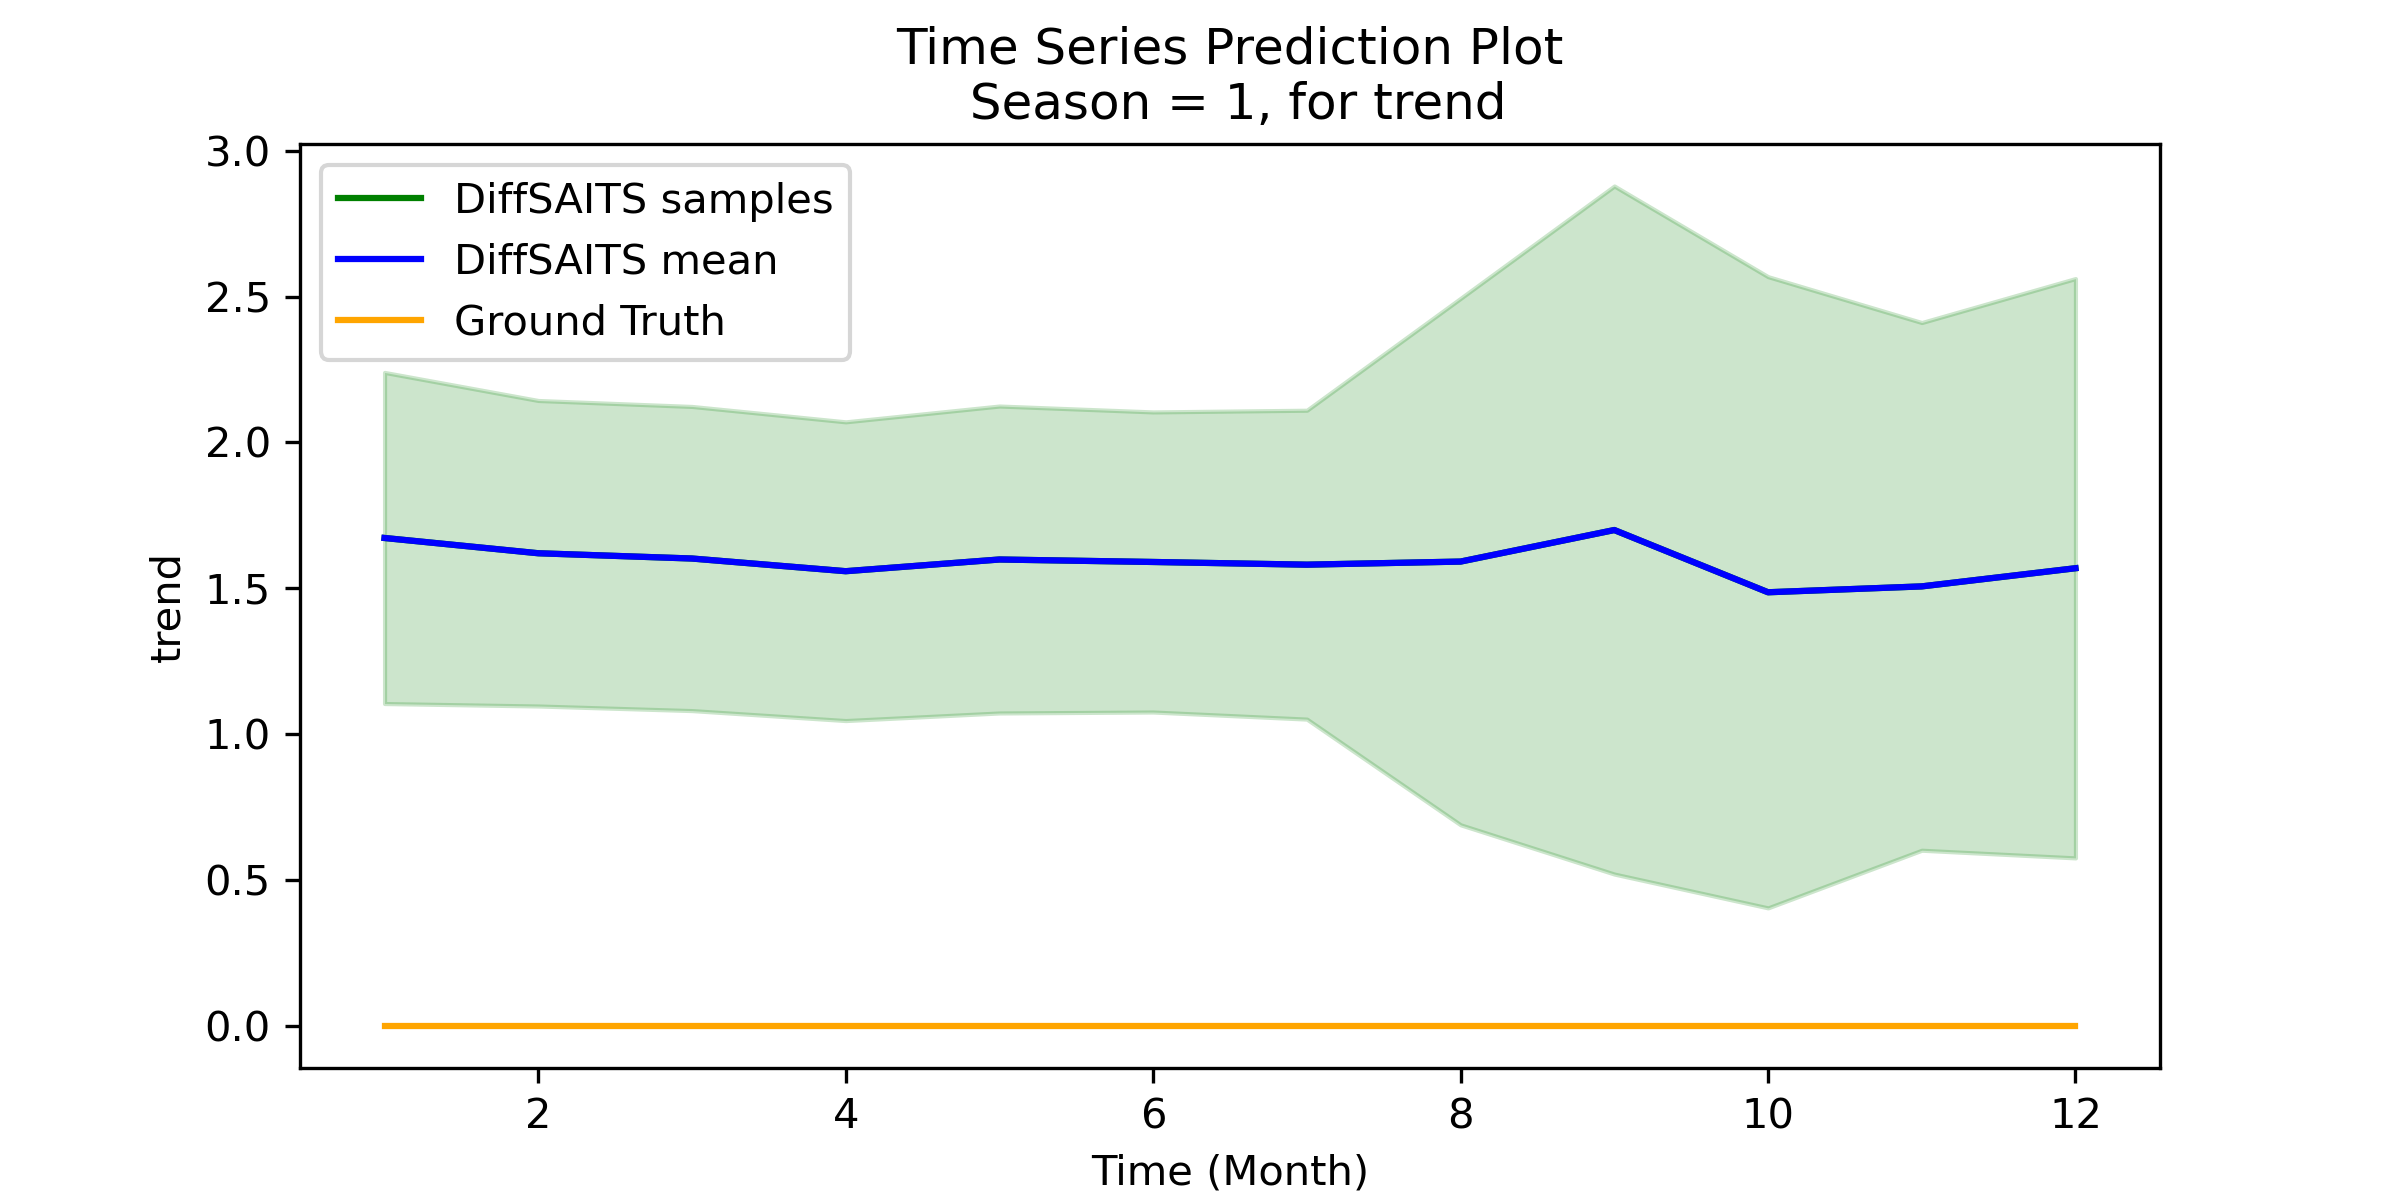 Time Series Prediction Plot
Season = 1, for trend
DiffSAITS samples
DiffSAITS mean
Ground Truth
3.0
2.5
2.0
1.5
1.0
0.5
0.0
trend
2 4 6 8 10 12
Time (Month)